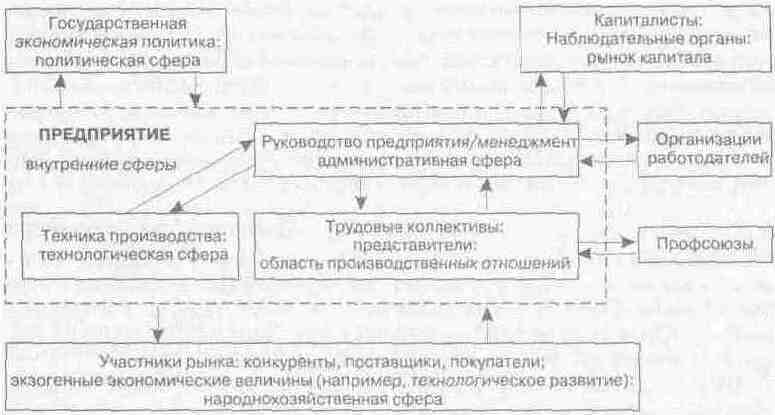 Государственная
экономическая политика:
политическая сфера
Капиталисты:
Наблюдательные органы:
рынок капитала
ПРЕДПРИЯТИЕ
внутренние сферы
Руководство предприятия/менеджмент
административная сфера
Организации
работодателей
Техника производства:
технологическая сфера
Трудовые коллективы:
представители:
область производственных отношений
Профсоюзы
Участники рынка: конкуренты, поставщики, покупатели;
экзогенные экономические величины (например, технологическое развитие):
народнохозяйственная сфера